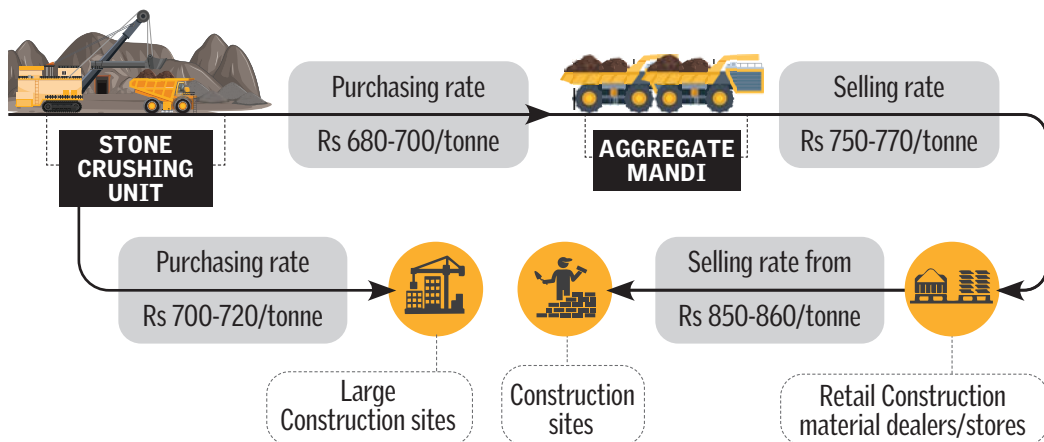 Purchasing rate
Rs 680-700/tonne
Selling rate
Rs 750-770/tonne
STONE
CRUSHING
UNIT
AGGREGATE
MANDI
Purchasing rate
Rs 700-720/tonne
Selling rate from
Rs 850-860/tonne
Large
Construction sites
Construction
sites
Retail Construction
material dealers/stores